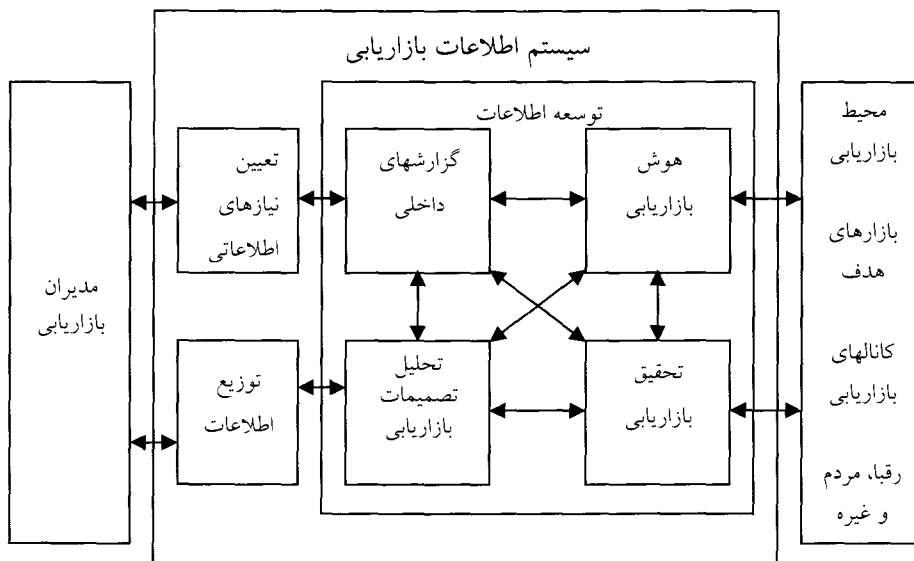 سیستم اطلاعات بازاریابی
توسعه اطلاعات
محیط
بازاریابی
بازارهای
هدف
کانالهای
بازاریابی
رقبا، مردم
و غیره
هوش
بازاریابی
گزارشهای
داخلی
تعیین
نیازهای
اطلاعاتی
مدیران
بازاریابی
تحقیق
بازاریابی
تحلیل
تصمیمات
بازاریابی
توزیع
اطلاعات